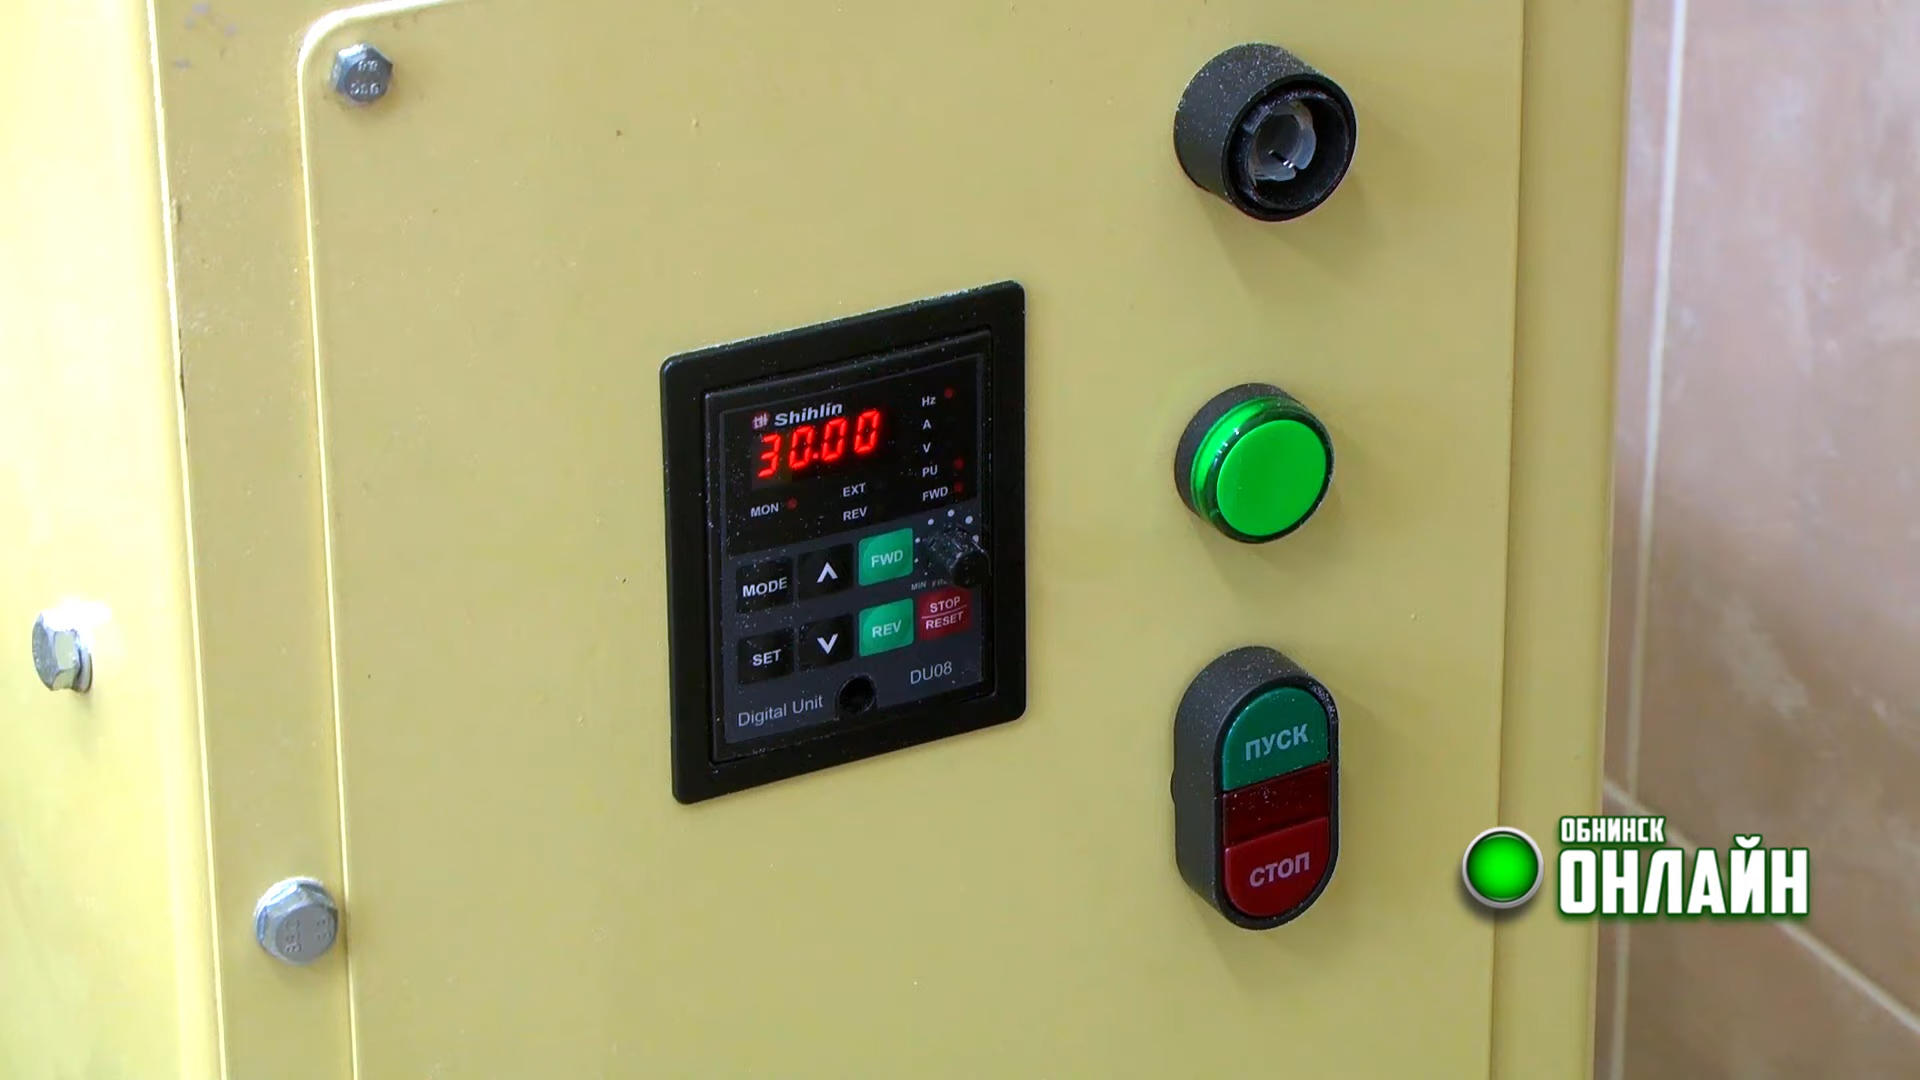 Shihlin
30.00
Hz
A
V
PU
FWD
MON
EXT
REV
MODE
FWD
MIN
SET
REV
STOP
RESET
Digital Unit
DU08
ПУСК
СТОП
ОБНИНСК
ОНЛАЙН